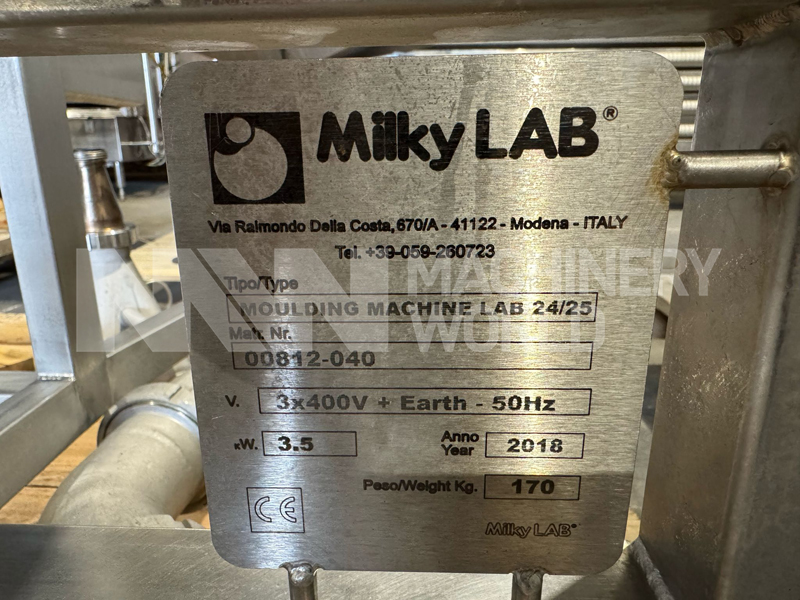 MilkyLAB®
Via Raimondo Della Costa, 670/A - 41122 - Modena - ITALY
Tel. +39-059-260723
Tipo/Type
MOULDING MACHINE LAB 24/25
Matr. Nr.
00812-040
V. 3x400V + Earth - 50Hz
kW. 3.5 Anno Year 2018
Peso/Weight Kg. 170
CE
MilkyLAB®
MACHINERY
WORLD